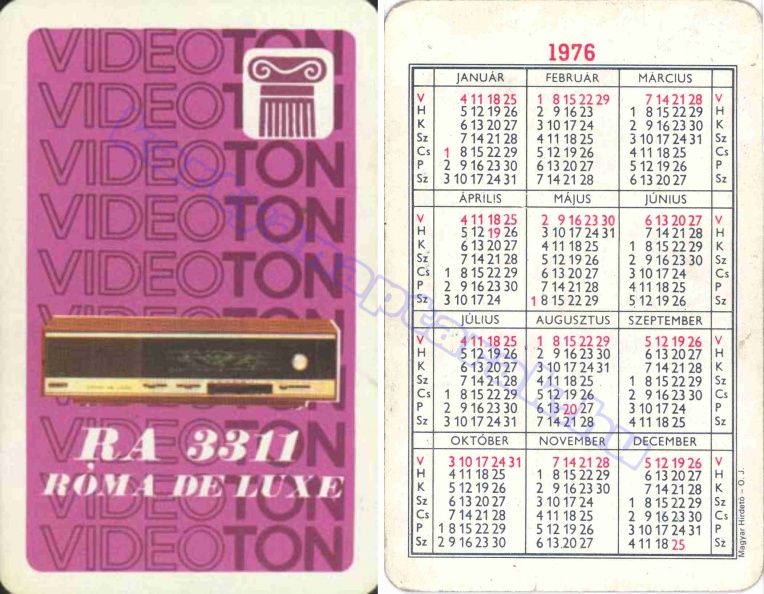 VIDEOTON
VIDEOTON
VIDEOTON
VIDEOTON
VIDEOTON
VIDEOTON
VIDEOTON
VIDEOTON
RA 3311
RÓMA DE LUXE
VIDEOTON
VIDEOTON
1976
JANUÁR FEBRUÁR MÁRCIUS
V 4 11 18 25 1 8 15 22 29 7 14 21 28 V
H 5 12 19 26 2 9 16 23 1 8 15 22 29 H
K 6 13 20 27 3 10 17 24 2 9 16 23 30 K
Sz 7 14 21 28 4 11 18 25 3 10 17 24 31 Sz
Cs 1 8 15 22 29 5 12 19 26 4 11 18 25 Cs
P 2 9 16 23 30 6 13 20 27 5 12 19 26 P
Sz 3 10 17 24 31 7 14 21 28 6 13 20 27 Sz
ÁPRILIS MÁJUS JÚNIUS
V 4 11 18 25 2 9 16 23 30 6 13 20 27 V
H 5 12 19 26 3 10 17 24 31 7 14 21 28 H
K 6 13 20 27 4 11 18 25 1 8 15 22 29 K
Sz 7 14 21 28 5 12 19 26 2 9 16 23 30 Sz
Cs 1 8 15 22 29 6 13 20 27 3 10 17 24 Cs
P 2 9 16 23 30 7 14 21 28 4 11 18 25 P
Sz 3 10 17 24 1 8 15 22 29 5 12 19 26 Sz
JÚLIUS AUGUSZTUS SZEPTEMBER
V 4 11 18 25 1 8 15 22 29 5 12 19 26 V
H 5 12 19 26 2 9 16 23 30 6 13 20 27 H
K 6 13 20 27 3 10 17 24 31 7 14 21 28 K
Sz 7 14 21 28 4 11 18 25 1 8 15 22 29 Sz
Cs 1 8 15 22 29 5 12 19 26 2 9 16 23 30 Cs
P 2 9 16 23 30 6 13 20 27 3 10 17 24 P
Sz 3 10 17 24 31 7 14 21 28 4 11 18 25 Sz
OKTÓBER NOVEMBER DECEMBER
V 3 10 17 24 31 7 14 21 28 5 12 19 26 V
H 4 11 18 25 1 8 15 22 29 6 13 20 27 H
K 5 12 19 26 2 9 16 23 30 7 14 21 28 K
Sz 6 13 20 27 3 10 17 24 1 8 15 22 29 Sz
Cs 7 14 21 28 4 11 18 25 2 9 16 23 30 Cs
P 1 8 15 22 29 5 12 19 26 3 10 17 24 31 P
Sz 2 9 16 23 30 6 13 20 27 4 11 18 25 Sz
Magyar Hirdető – O. J.